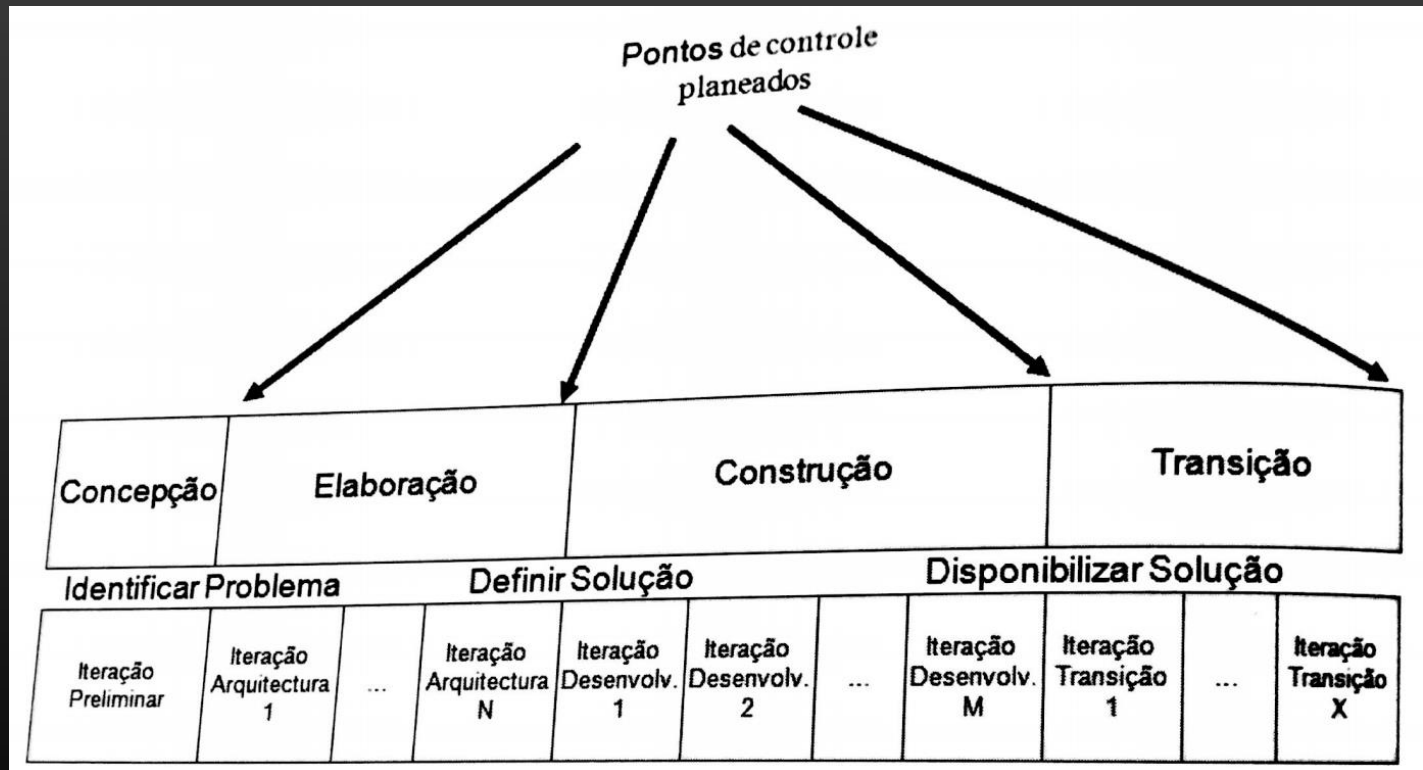 Pontos de controle
planeados
Concepção
Elaboração
Construção
Transição
Identificar Problema
Definir Solução
Disponibilizar Solução
Iteração
Preliminar
Iteração
Arquitectura
1
...
Iteração
Arquitectura
N
Iteração
Desenvolv.
1
Iteração
Desenvolv.
2
...
Iteração
Desenvolv.
M
Iteração
Transição
1
...
Iteração
Transição
X